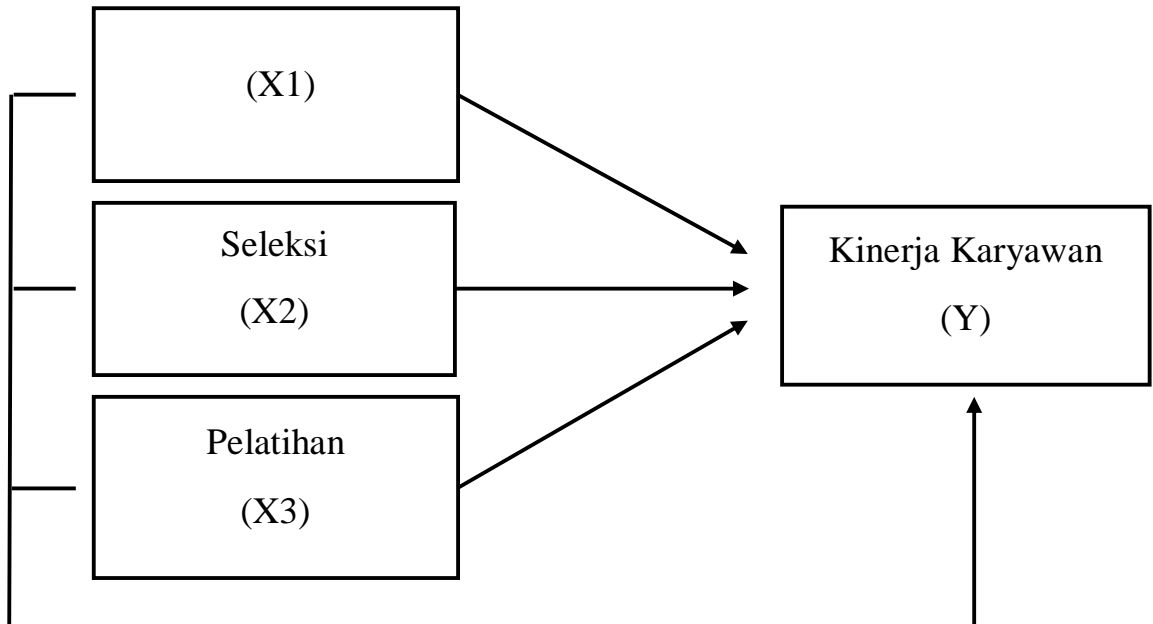 (X1)
Seleksi
(X2)
Pelatihan
(X3)
Kinerja Karyawan
(Y)